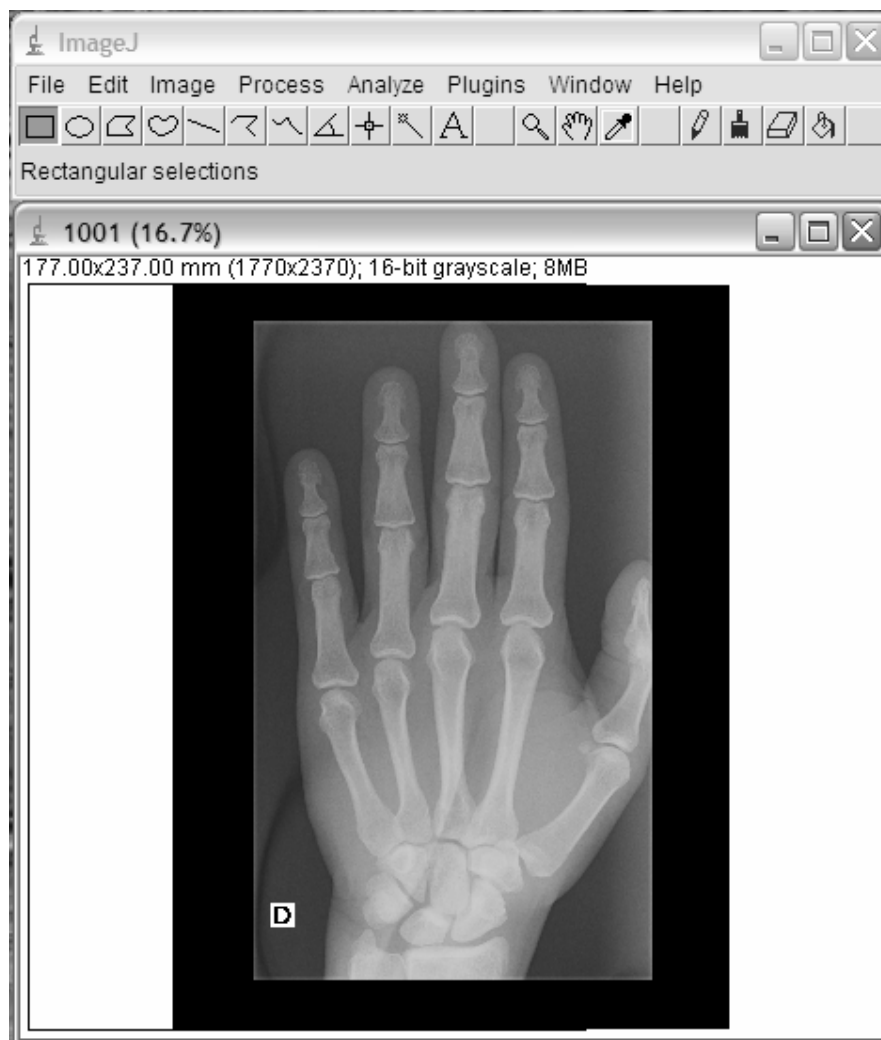 ImageJ
File Edit Image Process Analyze Plugins Window Help
A
Rectangular selections
1001 (16.7%)
177.00x237.00 mm (1770x2370); 16-bit grayscale; 8MB
D